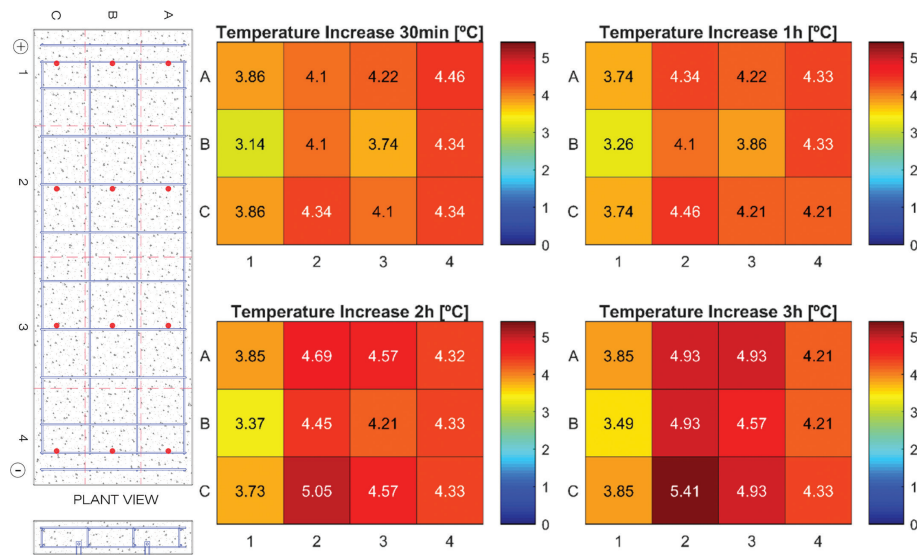 C B A
+
1
2
3
4
−
PLANT VIEW
Temperature Increase 30min [ºC]
A 3.86 4.1 4.22 4.46
B 3.14 4.1 3.74 4.34
C 3.86 4.34 4.1 4.34
1 2 3 4
5
4
3
2
1
0
Temperature Increase 1h [ºC]
A 3.74 4.34 4.22 4.33
B 3.26 4.1 3.86 4.33
C 3.74 4.46 4.21 4.21
1 2 3 4
5
4
3
2
1
0
Temperature Increase 2h [ºC]
A 3.85 4.69 4.57 4.32
B 3.37 4.45 4.21 4.33
C 3.73 5.05 4.57 4.33
1 2 3 4
5
4
3
2
1
0
Temperature Increase 3h [ºC]
A 3.85 4.93 4.93 4.21
B 3.49 4.93 4.57 4.21
C 3.85 5.41 4.93 4.33
1 2 3 4
5
4
3
2
1
0